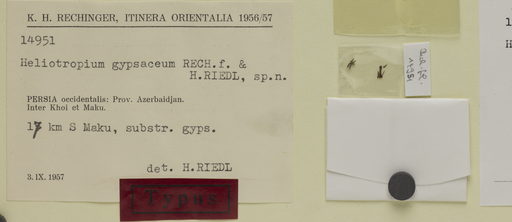 K. H. RECHINGER, ITINERA ORIENTALIA 1956/57
14951
Heliotropium gypsaceum RECH.f. &
H.RIEDL, sp.n.
PERSIA occidentalis: Prov. Azerbaidjan.
Inter Khoi et Maku.
17 km S Maku, substr. gyps.
det. H.RIEDL
3. IX. 1957
Typus
14951